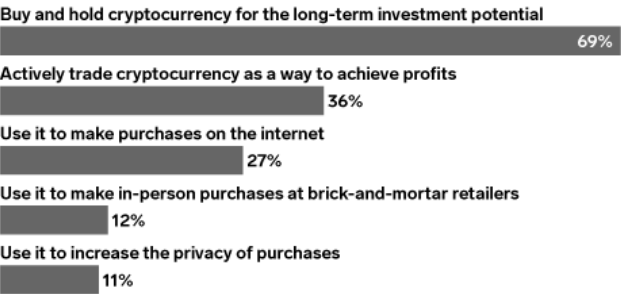 Buy and hold cryptocurrency for the long-term investment potential
69%
Actively trade cryptocurrency as a way to achieve profits
36%
Use it to make purchases on the internet
27%
Use it to make in-person purchases at brick-and-mortar retailers
12%
Use it to increase the privacy of purchases
11%